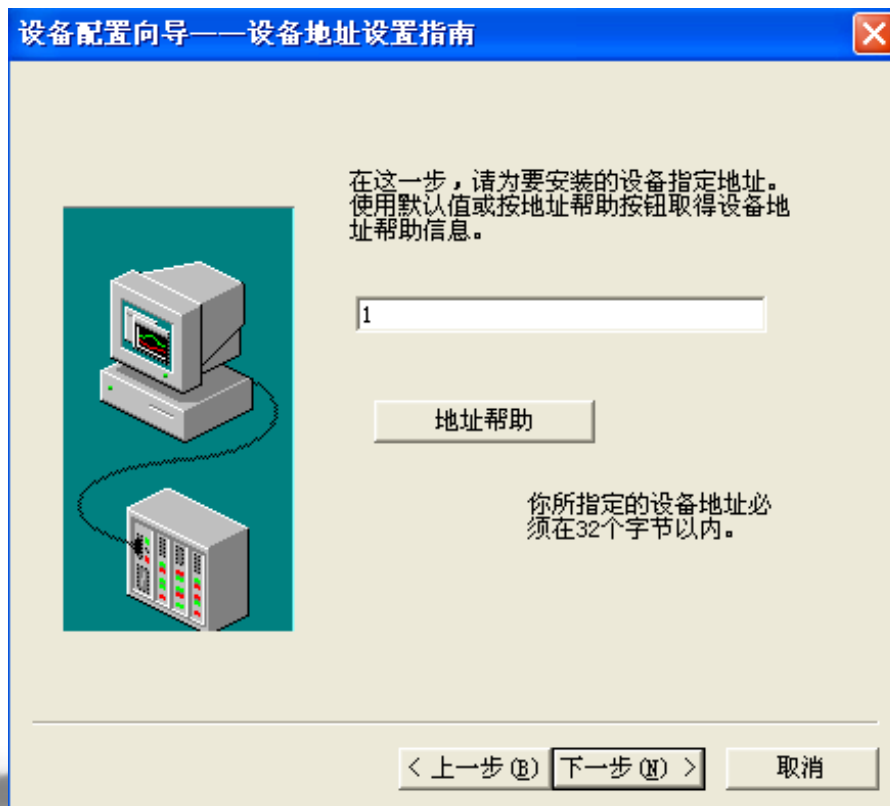 设备配置向导——设备地址设置指南
在这一步，请为要安装的设备指定地址。
使用默认值或按地址帮助按钮取得设备地
址帮助信息。
1
地址帮助
你所指定的设备地址必
须在32个字节以内。
< 上一步(B) 下一步(N) > 取消